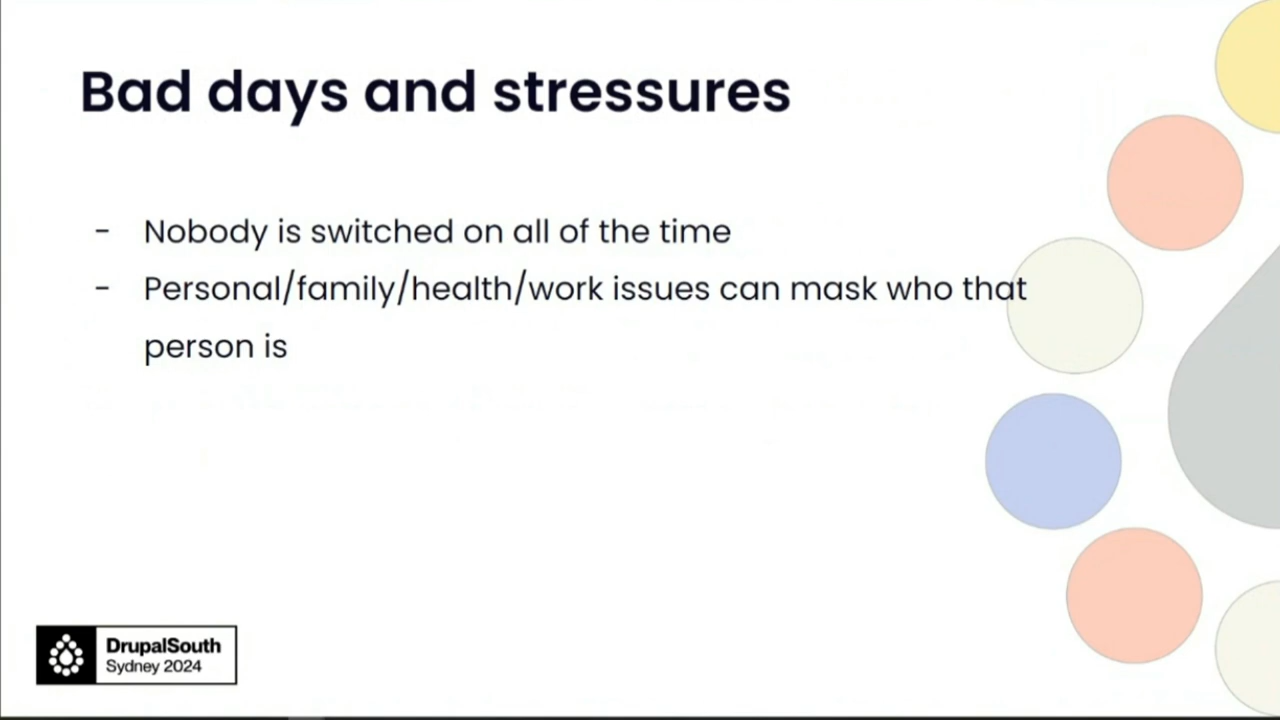 Bad days and stressures
- Nobody is switched on all of the time
- Personal/family/health/work issues can mask who that
person is
DrupalSouth
Sydney 2024